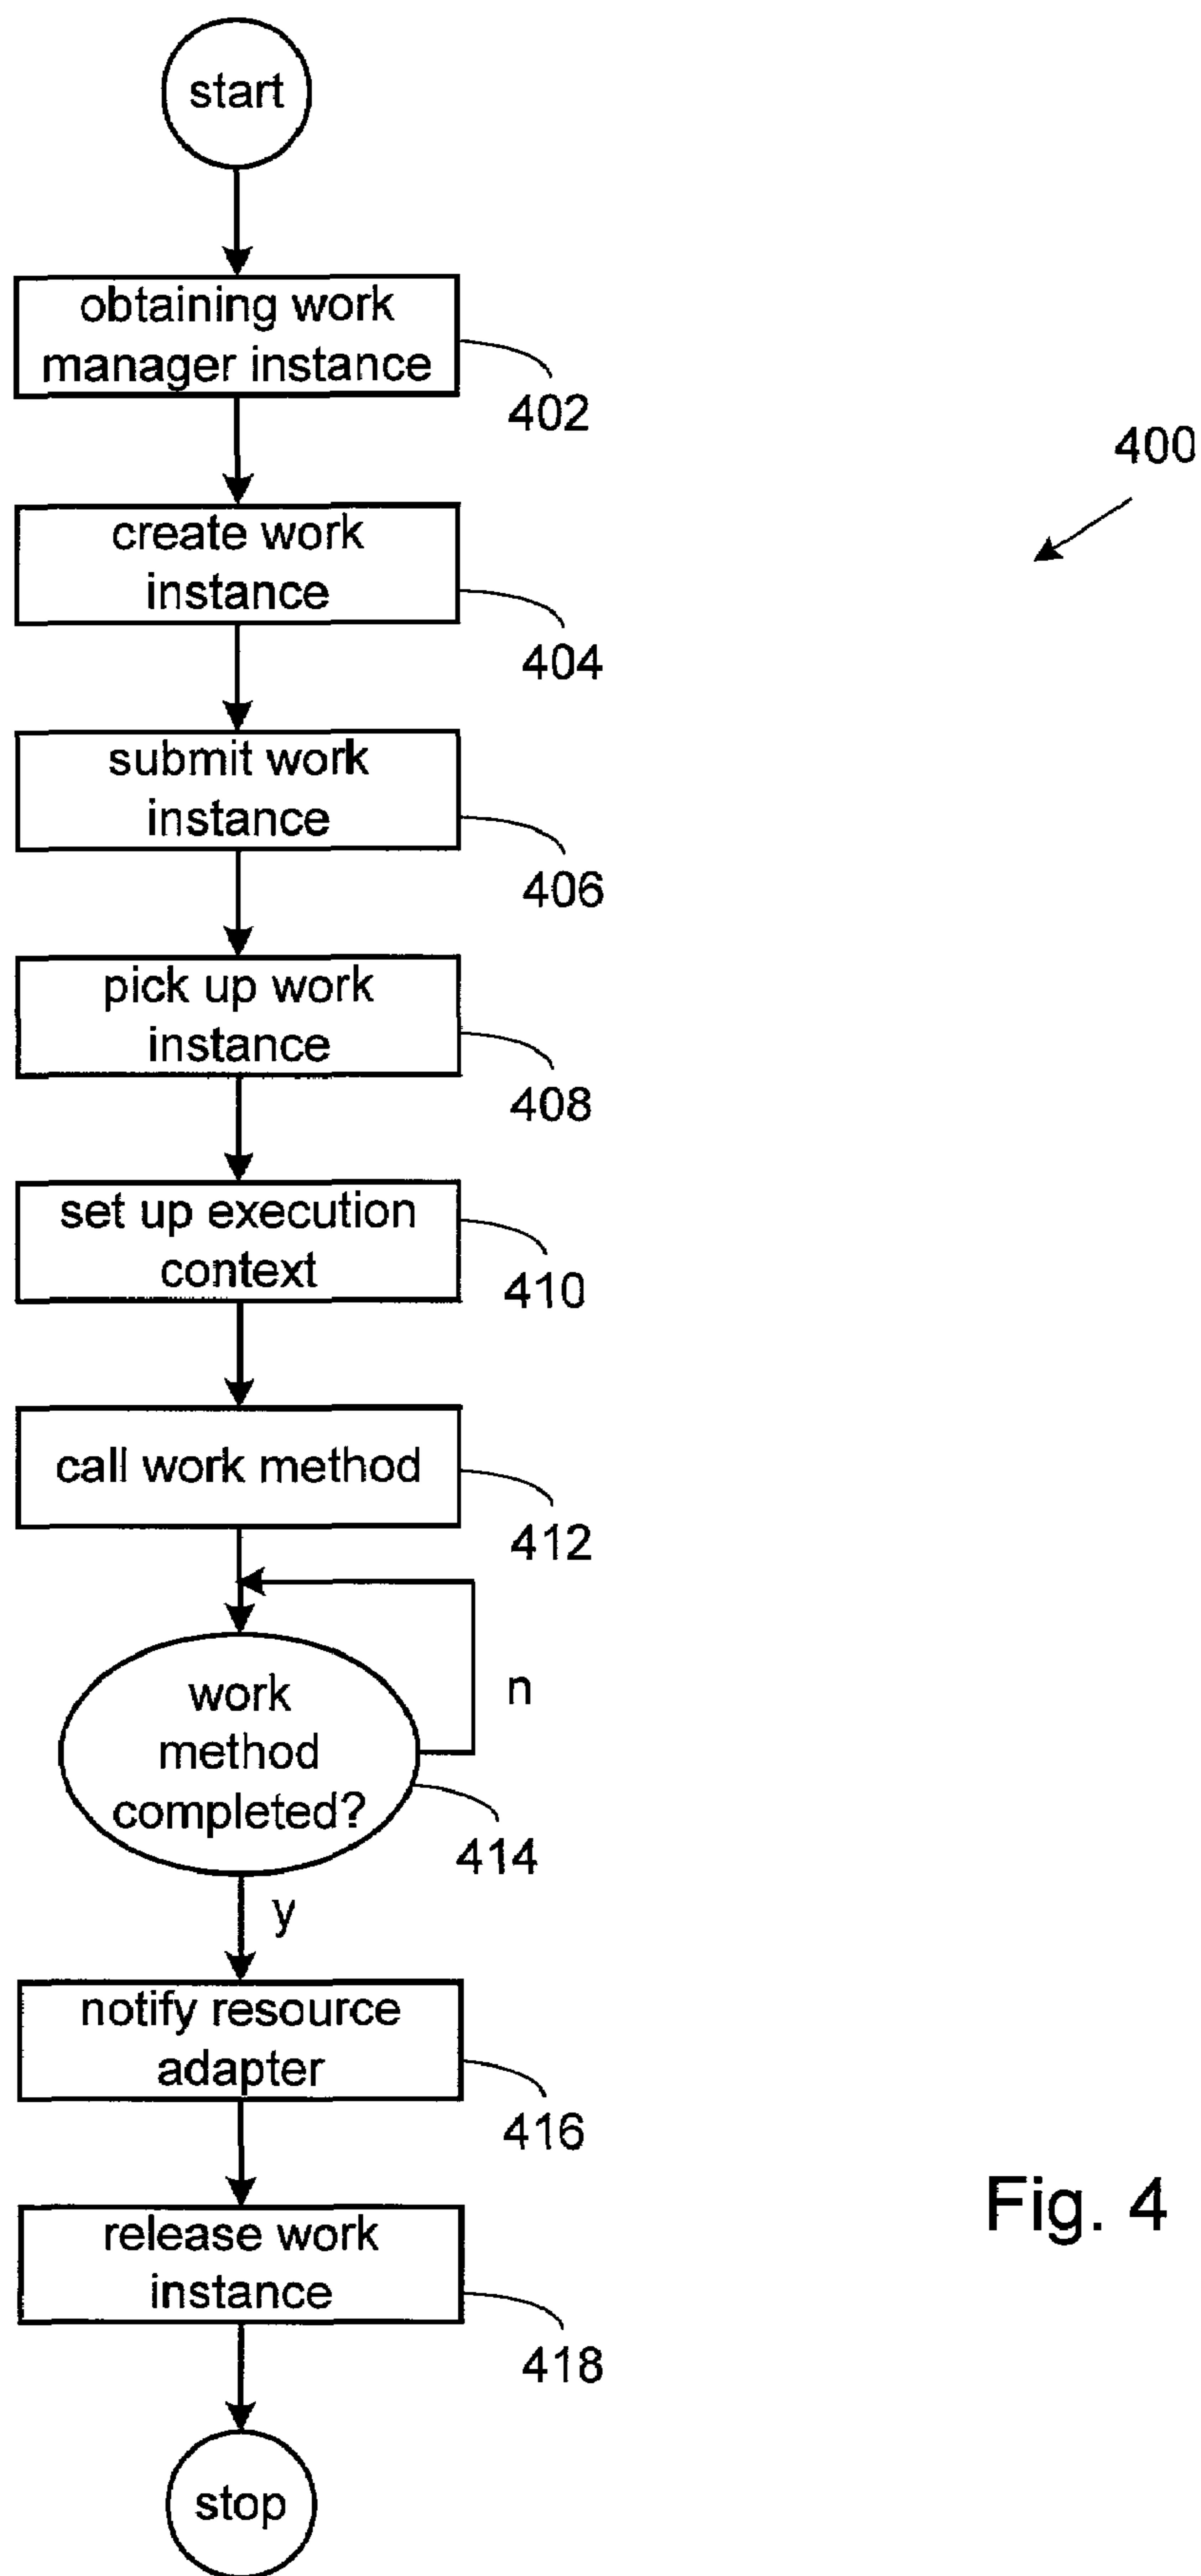 start
obtaining work
manager instance
402
400
create work
instance
404
submit work
instance
406
pick up work
instance
408
set up execution
context
410
call work method
412
n
work
method
completed?
414
y
notify resource
adapter
416
Fig. 4
release work
instance
418
stop